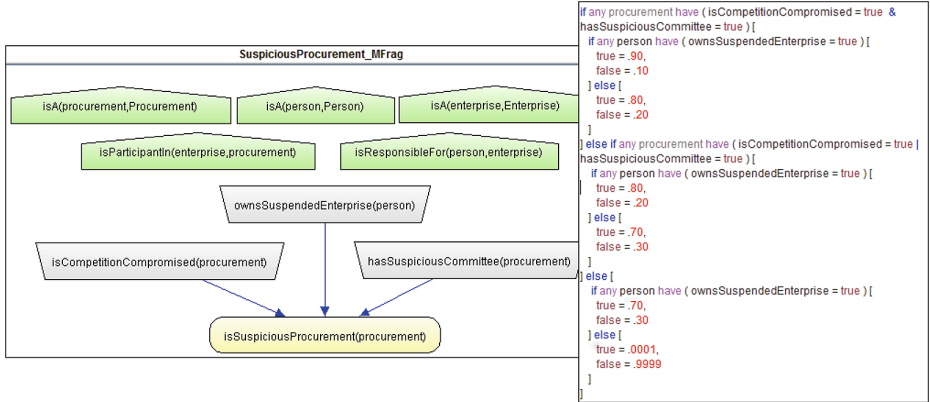 SuspiciousProcurement_MFrag
isA(procurement,Procurement)
isA(person,Person)
isA(enterprise,Enterprise)
isParticipantIn(enterprise,procurement)
isResponsibleFor(person,enterprise)
ownsSuspendedEnterprise(person)
isCompetitionCompromised(procurement)
hasSuspiciousCommittee(procurement)
isSuspiciousProcurement(procurement)
if any procurement have ( isCompetitionCompromised = true &
hasSuspiciousCommittee = true ) [
if any person have ( ownsSuspendedEnterprise = true ) [
true = .90,
false = .10
] else [
true = .80,
false = .20
]
] else if any procurement have ( isCompetitionCompromised = true |
hasSuspiciousCommittee = true ) [
if any person have ( ownsSuspendedEnterprise = true ) [
true = .80,
false = .20
] else [
true = .70,
false = .30
]
] else [
if any person have ( ownsSuspendedEnterprise = true ) [
true = .70,
false = .30
] else [
true = .0001,
false = .9999
]
]